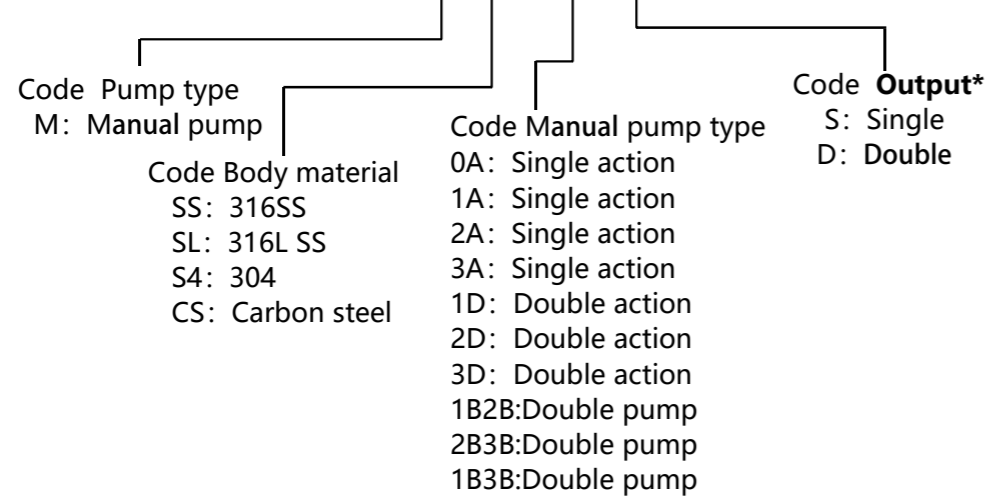 Code Pump type
M： Manual pump
Code Body material
SS： 316SS
SL： 316L SS
S4： 304
CS： Carbon steel
Code Manual pump type
0A： Single action
1A： Single action
2A： Single action
3A： Single action
1D： Double action
2D： Double action
3D： Double action
1B2B:Double pump
2B3B:Double pump
1B3B:Double pump
Code Output*
S： Single
D： Double